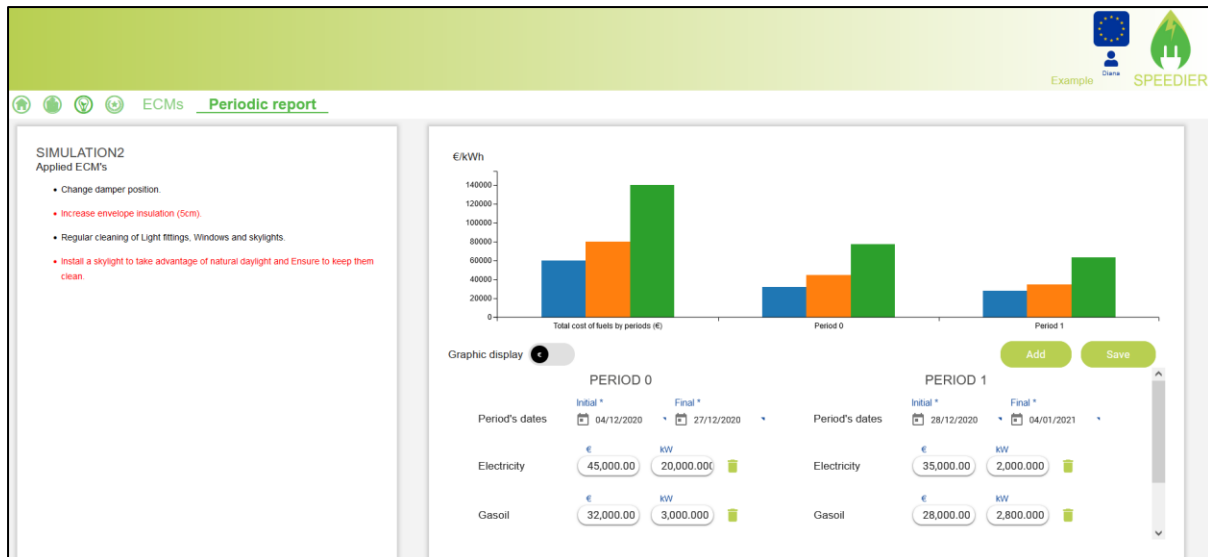 Example
Diana
SPEEDIER
ECMs
Periodic report
SIMULATION2
Applied ECM's
• Change damper position.
• Increase envelope insulation (5cm).
• Regular cleaning of Light fittings, Windows and skylights.
• Install a skylight to take advantage of natural daylight and Ensure to keep them
clean.
€/kWh
140000
120000
100000
80000
60000
40000
20000
0
Total cost of fuels by periods (€) Period 0 Period 1
Graphic display €
Add Save
PERIOD 0 PERIOD 1
Initial * Final * Initial * Final *
Period's dates 04/12/2020 27/12/2020 Period's dates 28/12/2020 04/01/2021
€ kW € kW
Electricity 45,000.00 20,000.000 Electricity 35,000.00 2,000.000
€ kW € kW
Gasoil 32,000.00 3,000.000 Gasoil 28,000.00 2,800.000